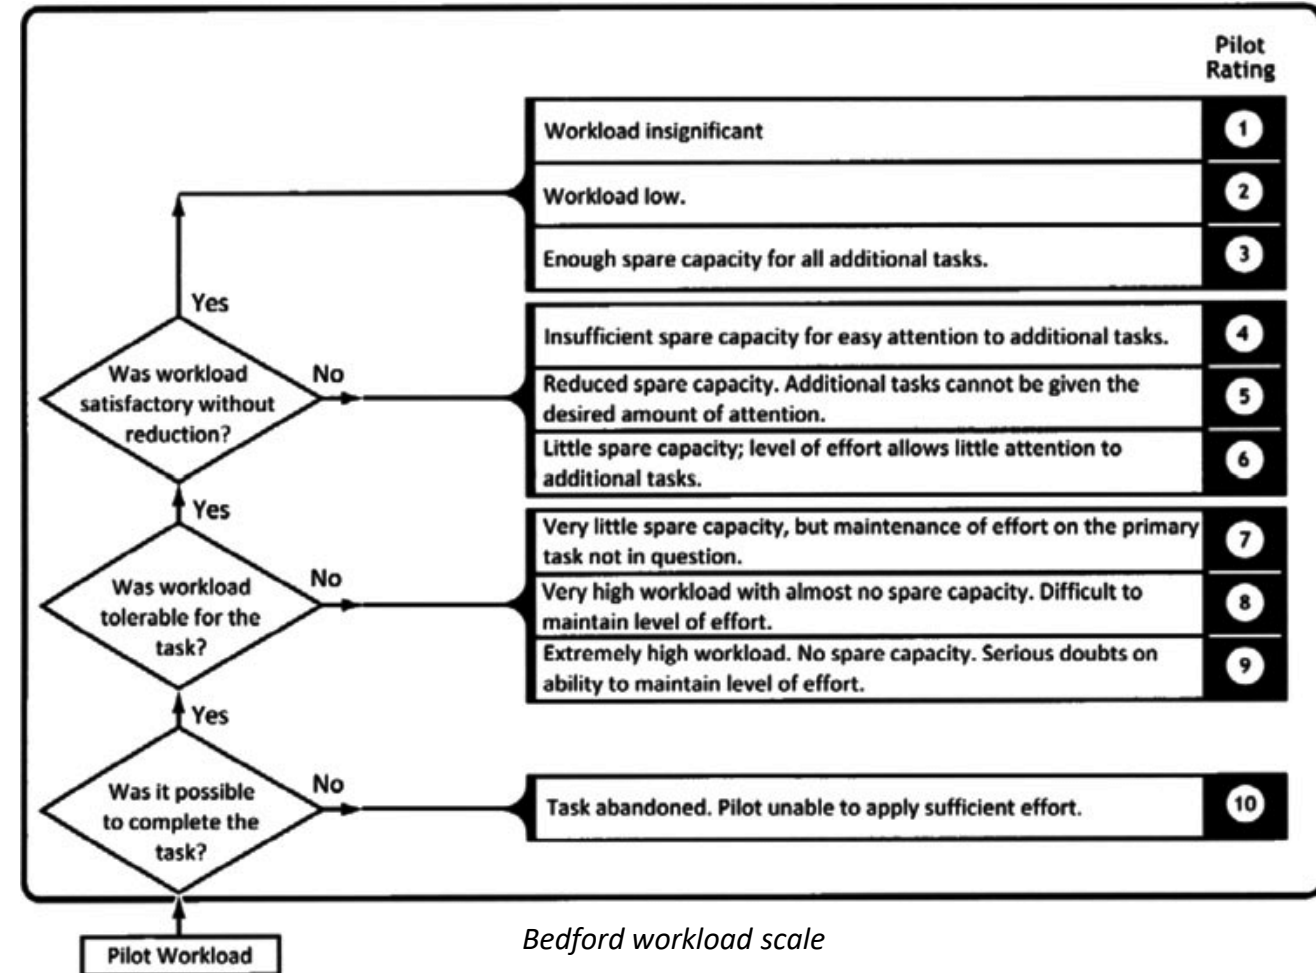 Pilot
Rating
Workload insignificant
1
Workload low.
2
Enough spare capacity for all additional tasks.
3
Yes
Was workload
satisfactory without
reduction?
No
Insufficient spare capacity for easy attention to additional tasks.
4
Reduced spare capacity. Additional tasks cannot be given the
desired amount of attention.
5
Little spare capacity; level of effort allows little attention to
additional tasks.
6
Yes
Was workload
tolerable for the
task?
No
Very little spare capacity, but maintenance of effort on the primary
task not in question.
7
Very high workload with almost no spare capacity. Difficult to
maintain level of effort.
8
Extremely high workload. No spare capacity. Serious doubts on
ability to maintain level of effort.
9
Yes
Was it possible
to complete the
task?
No
Task abandoned. Pilot unable to apply sufficient effort.
10
Pilot Workload
Bedford workload scale